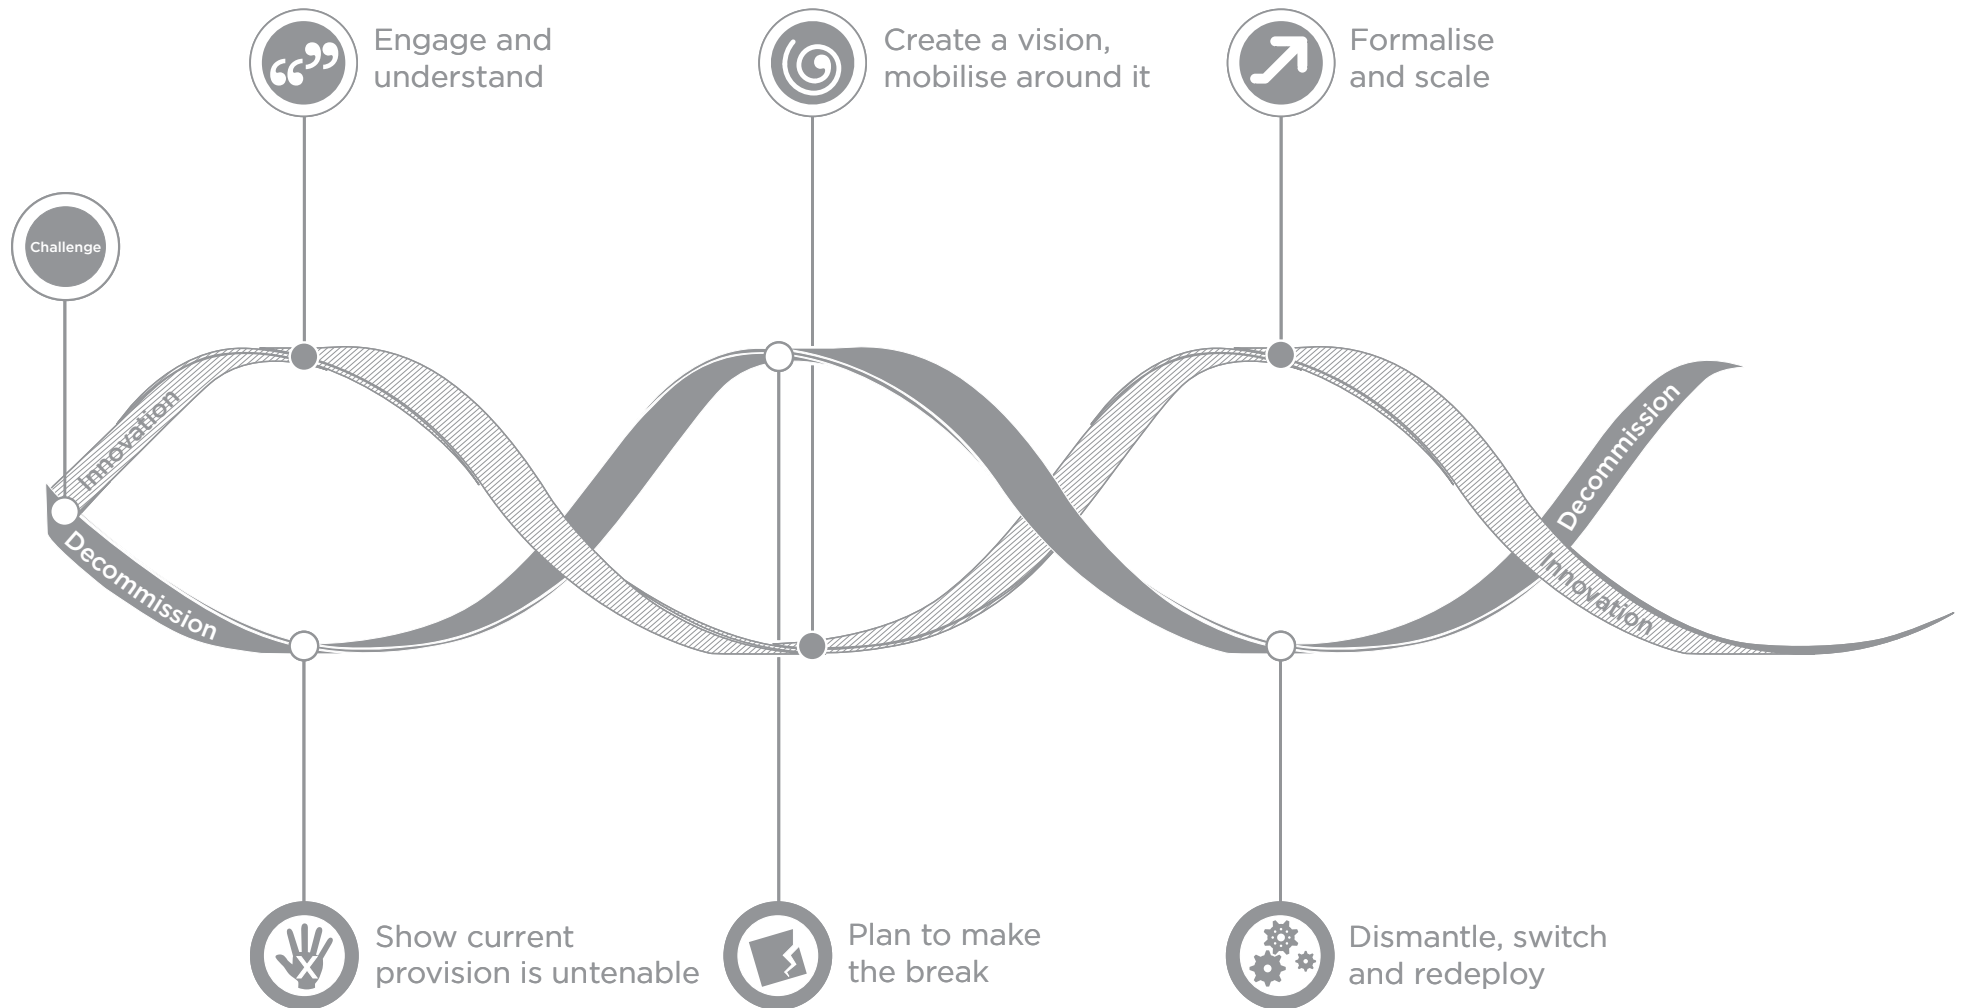 Engage and
understand
Create a vision,
mobilise around it
Formalise
and scale
Challenge
Innovation
Decommission
Decommission
Innovation
Show current
provision is untenable
Plan to make
the break
Dismantle, switch
and redeploy